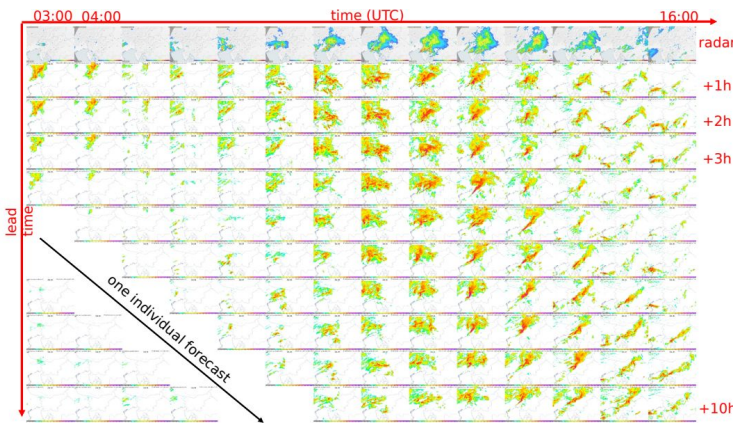 03:00 04:00
time (UTC)
16:00
radar
+1h
+2h
+3h
lead
time
one individual forecast
+10h